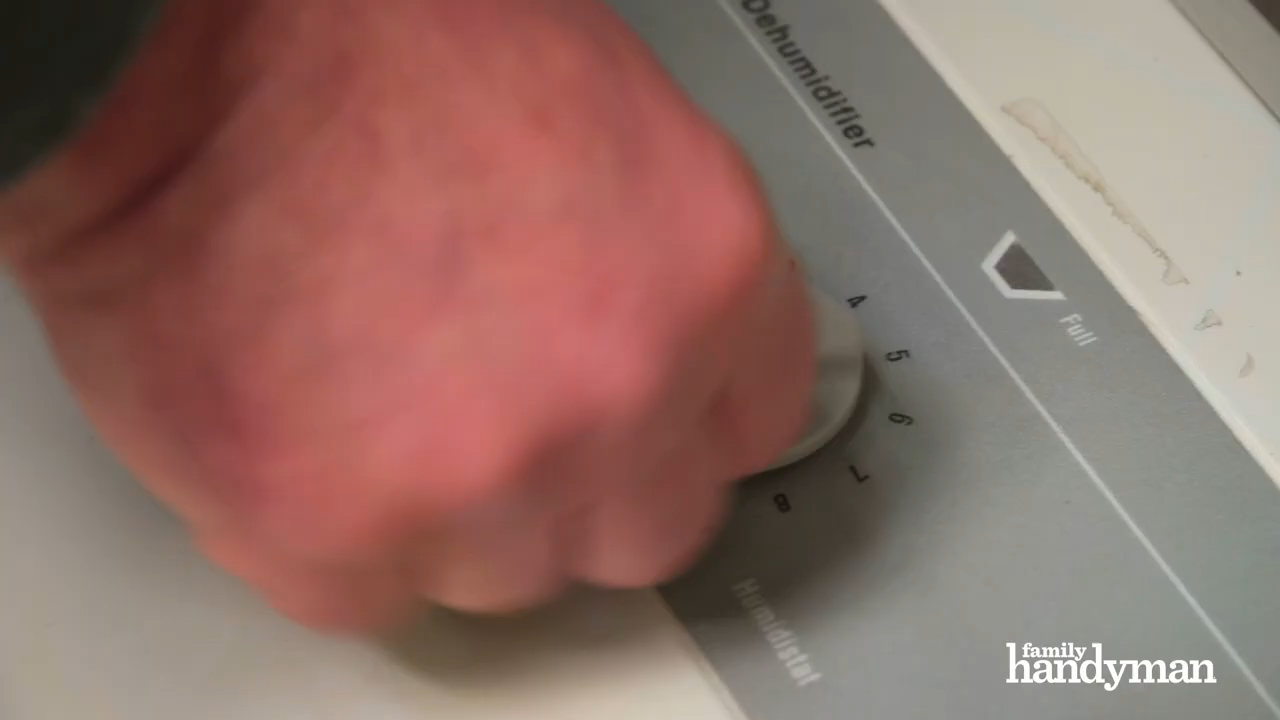 Dehumidifier
Full
4
5
6
7
8
Humidistat
family
handyman